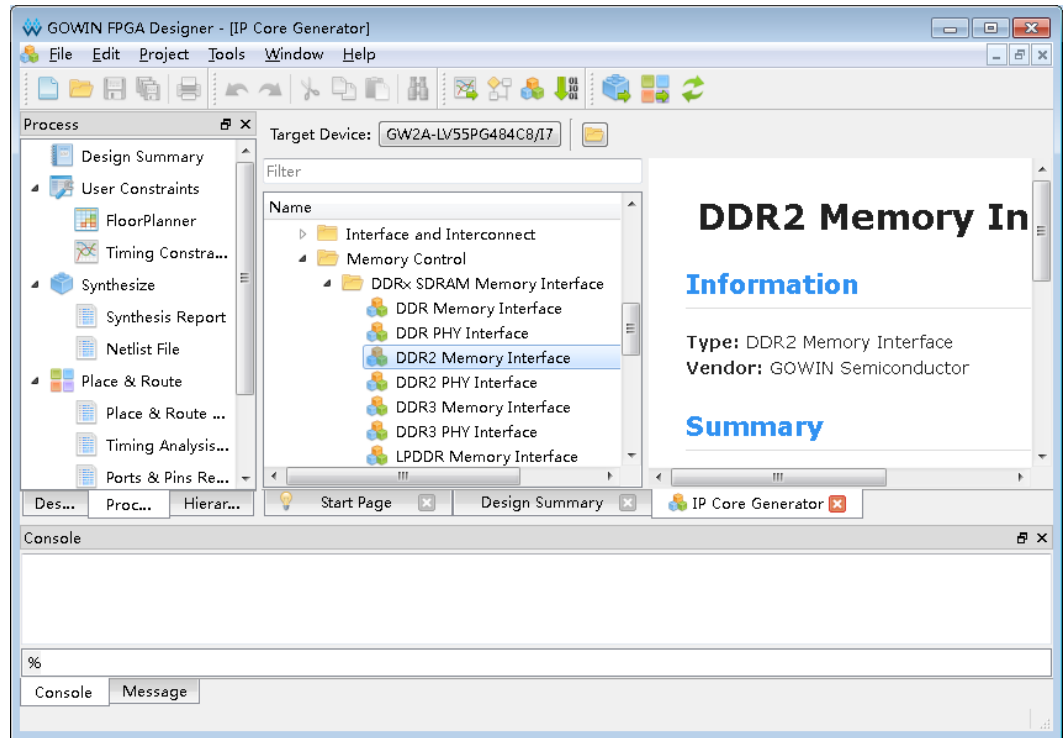 GOWIN FPGA Designer - [IP Core Generator]
File Edit Project Tools Window Help
Process
Design Summary
User Constraints
FloorPlanner
Timing Constra...
Synthesize
Synthesis Report
Netlist File
Place & Route
Place & Route ...
Timing Analysis...
Ports & Pins Re...
Des... Proc... Hierar...
Target Device: GW2A-LV55PG484C8/I7
Filter
Name
Interface and Interconnect
Memory Control
DDRx SDRAM Memory Interface
DDR Memory Interface
DDR PHY Interface
DDR2 Memory Interface
DDR2 PHY Interface
DDR3 Memory Interface
DDR3 PHY Interface
LPDDR Memory Interface
DDR2 Memory In
Information
Type: DDR2 Memory Interface
Vendor: GOWIN Semiconductor
Summary
Start Page Design Summary IP Core Generator
Console
%
Console Message